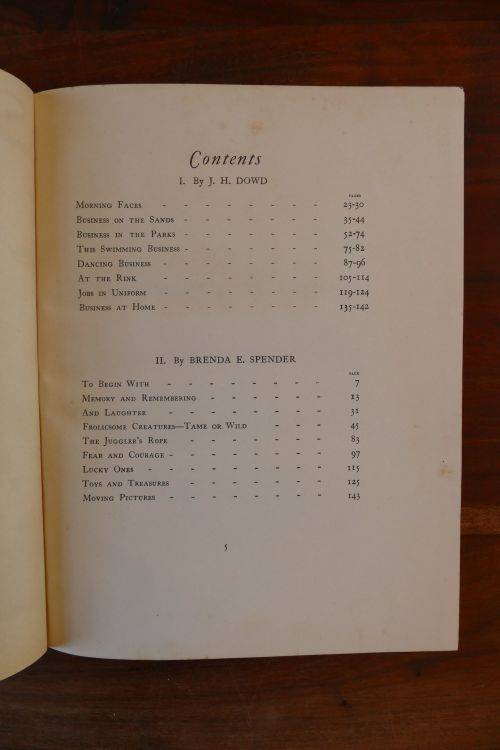 Contents
I. By J. H. DOWD
PAGES
Morning Faces - - - - - - - - 23-30
Business on the Sands - - - - - - - 35-44
Business in the Parks - - - - - - - 52-74
This Swimming Business - - - - - - - 75-82
Dancing Business - - - - - - - - 87-96
At the Rink - - - - - - - - 105-114
Jobs in Uniform - - - - - - - - 119-124
Business at Home - - - - - - - - 135-142
II. By BRENDA E. SPENDER
PAGE
To Begin With - - - - - - - - 7
Memory and Remembering - - - - - - 13
And Laughter - - - - - - - - 31
Frolicsome Creatures—Tame or Wild - - - 45
The Juggler's Rope - - - - - - - 83
Fear and Courage - - - - - - - - 97
Lucky Ones - - - - - - - - - 115
Toys and Treasures - - - - - - - 125
Moving Pictures - - - - - - - - 143
5